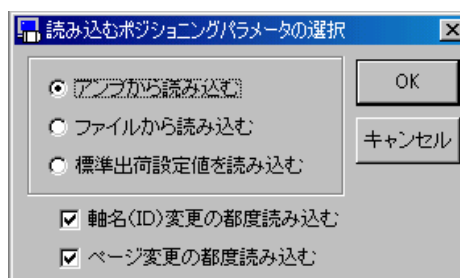 読み込むポジショニングパラメータの選択
アンプから読み込む
OK
ファイルから読み込む
キャンセル
標準出荷設定値を読み込む
軸名(ID)変更の都度読み込む
ページ変更の都度読み込む